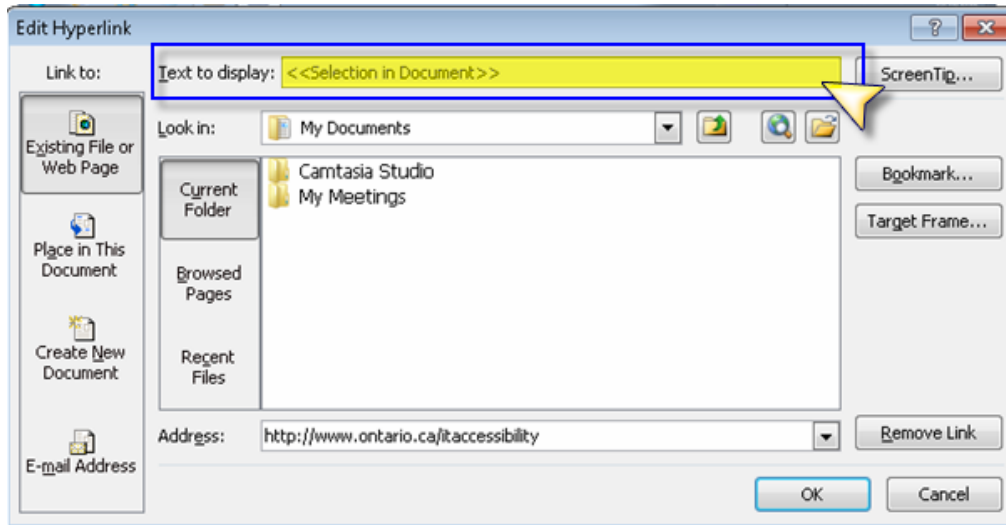 Edit Hyperlink
Link to:
Text to display: <<Selection in Document>>
ScreenTip...
Existing File or
Web Page
Look in: My Documents
Current
Folder
Camtasia Studio
My Meetings
Bookmark...
Target Frame...
Place in This
Document
Browsed
Pages
Create New
Document
Recent
Files
E-mail Address
Address: http://www.ontario.ca/itaccessibility
Remove Link
OK
Cancel